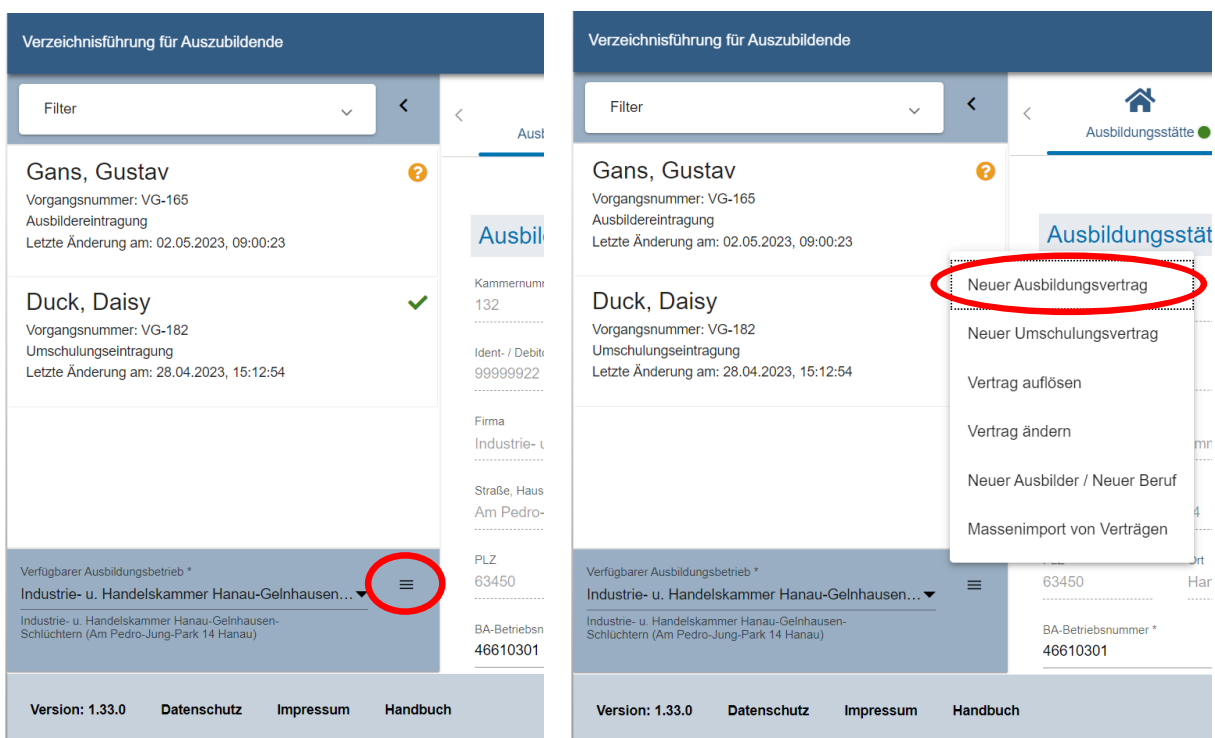 Verzeichnisführung für Auszubildende
Filter
Gans, Gustav
Vorgangsnummer: VG-165
Ausbildereintragung
Letzte Änderung am: 02.05.2023, 09:00:23
Duck, Daisy
Vorgangsnummer: VG-182
Umschulungseintragung
Letzte Änderung am: 28.04.2023, 15:12:54
Verfügbarer Ausbildungsbetrieb *
Industrie- u. Handelskammer Hanau-Gelnhausen...
Industrie- u. Handelskammer Hanau-Gelnhausen-
Schlüchtern (Am Pedro-Jung-Park 14 Hanau)
Kammernum
132
Ident- / Debito
99999922
Firma
Industrie- u
Straße, Haus
Am Pedro-
PLZ
63450
BA-Betriebsn
46610301
Version: 1.33.0 Datenschutz Impressum Handbuch
Verzeichnisführung für Auszubildende
Filter
Ausbildungsstätte
Gans, Gustav
Vorgangsnummer: VG-165
Ausbildereintragung
Letzte Änderung am: 02.05.2023, 09:00:23
Duck, Daisy
Vorgangsnummer: VG-182
Umschulungseintragung
Letzte Änderung am: 28.04.2023, 15:12:54
Ausbildungsstät
Neuer Ausbildungsvertrag
Neuer Umschulungsvertrag
Vertrag auflösen
Vertrag ändern
Neuer Ausbilder / Neuer Beruf
Massenimport von Verträgen
Verfügbarer Ausbildungsbetrieb *
Industrie- u. Handelskammer Hanau-Gelnhausen...
Industrie- u. Handelskammer Hanau-Gelnhausen-
Schlüchtern (Am Pedro-Jung-Park 14 Hanau)
Ort
63450 Har
BA-Betriebsnummer *
46610301
Version: 1.33.0 Datenschutz Impressum Handbuch